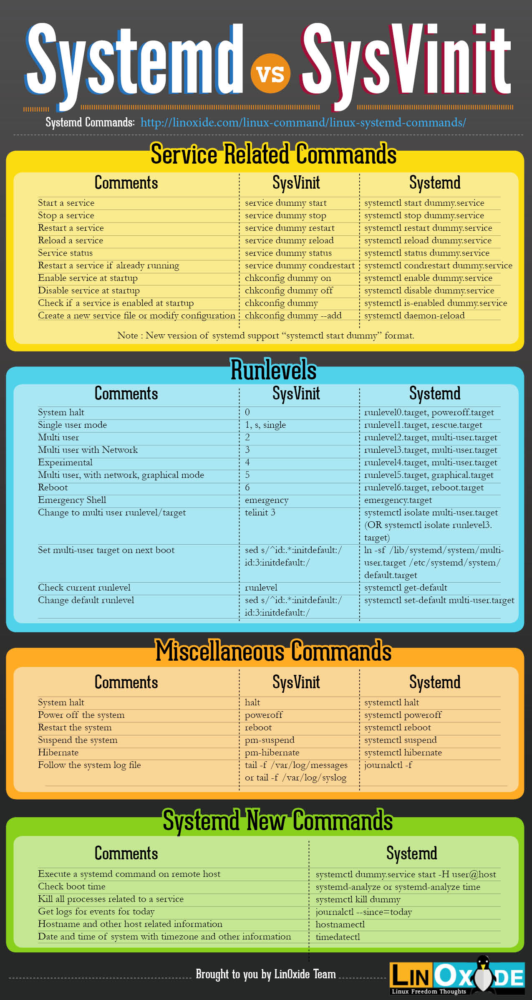 Systemd vs SysVinit
Systemd Commands: http://linoxide.com/linux-command/linux-systemd-commands/
Service Related Commands
Comments SysVinit Systemd
Start a service service dummy start systemctl start dummy.service
Stop a service service dummy stop systemctl stop dummy.service
Restart a service service dummy restart systemctl restart dummy.service
Reload a service service dummy reload systemctl reload dummy.service
Service status service dummy status systemctl status dummy.service
Restart a service if already running service dummy condrestart systemctl condrestart dummy.service
Enable service at startup chkconfig dummy on systemctl enable dummy.service
Disable service at startup chkconfig dummy off systemctl disable dummy.service
Check if a service is enabled at startup chkconfig dummy systemctl is-enabled dummy.service
Create a new service file or modify configuration chkconfig dummy --add systemctl daemon-reload
Note : New version of systemd support “systemctl start dummy” format.
Runlevels
Comments SysVinit Systemd
System halt 0 runlevel0.target, poweroff.target
Single user mode 1, s, single runlevel1.target, rescue.target
Multi user 2 runlevel2.target, multi-user.target
Multi user with Network 3 runlevel3.target, multi-user.target
Experimental 4 runlevel4.target, multi-user.target
Multi user, with network, graphical mode 5 runlevel5.target, graphical.target
Reboot 6 runlevel6.target, reboot.target
Emergency Shell emergency emergency.target
Change to multi user runlevel/target telinit 3 systemctl isolate multi-user.target
(OR systemctl isolate runlevel3.
target)
Set multi-user target on next boot sed s/^id:.*:initdefault:/ ln -sf /lib/systemd/system/multi-
id:3:initdefault:/ user.target /etc/systemd/system/
default.target
Check current runlevel runlevel systemctl get-default
Change default runlevel sed s/^id:.*:initdefault:/ systemctl set-default multi-user.target
id:3:initdefault:/
Miscellaneous Commands
Comments SysVinit Systemd
System halt halt systemctl halt
Power off the system poweroff systemctl poweroff
Restart the system reboot systemctl reboot
Suspend the system pm-suspend systemctl suspend
Hibernate pm-hibernate systemctl hibernate
Follow the system log file tail -f /var/log/messages journalctl -f
or tail -f /var/log/syslog
Systemd New Commands
Comments Systemd
Execute a systemd command on remote host systemctl dummy.service start -H user@host
Check boot time systemd-analyze or systemd-analyze time
Kill all processes related to a service systemctl kill dummy
Get logs for events for today journalctl --since=today
Hostname and other host related information hostnamectl
Date and time of system with timezone and other information timedatectl
Brought to you by LinOxide Team
LINOXIDE
Linux Freedom Thoughts